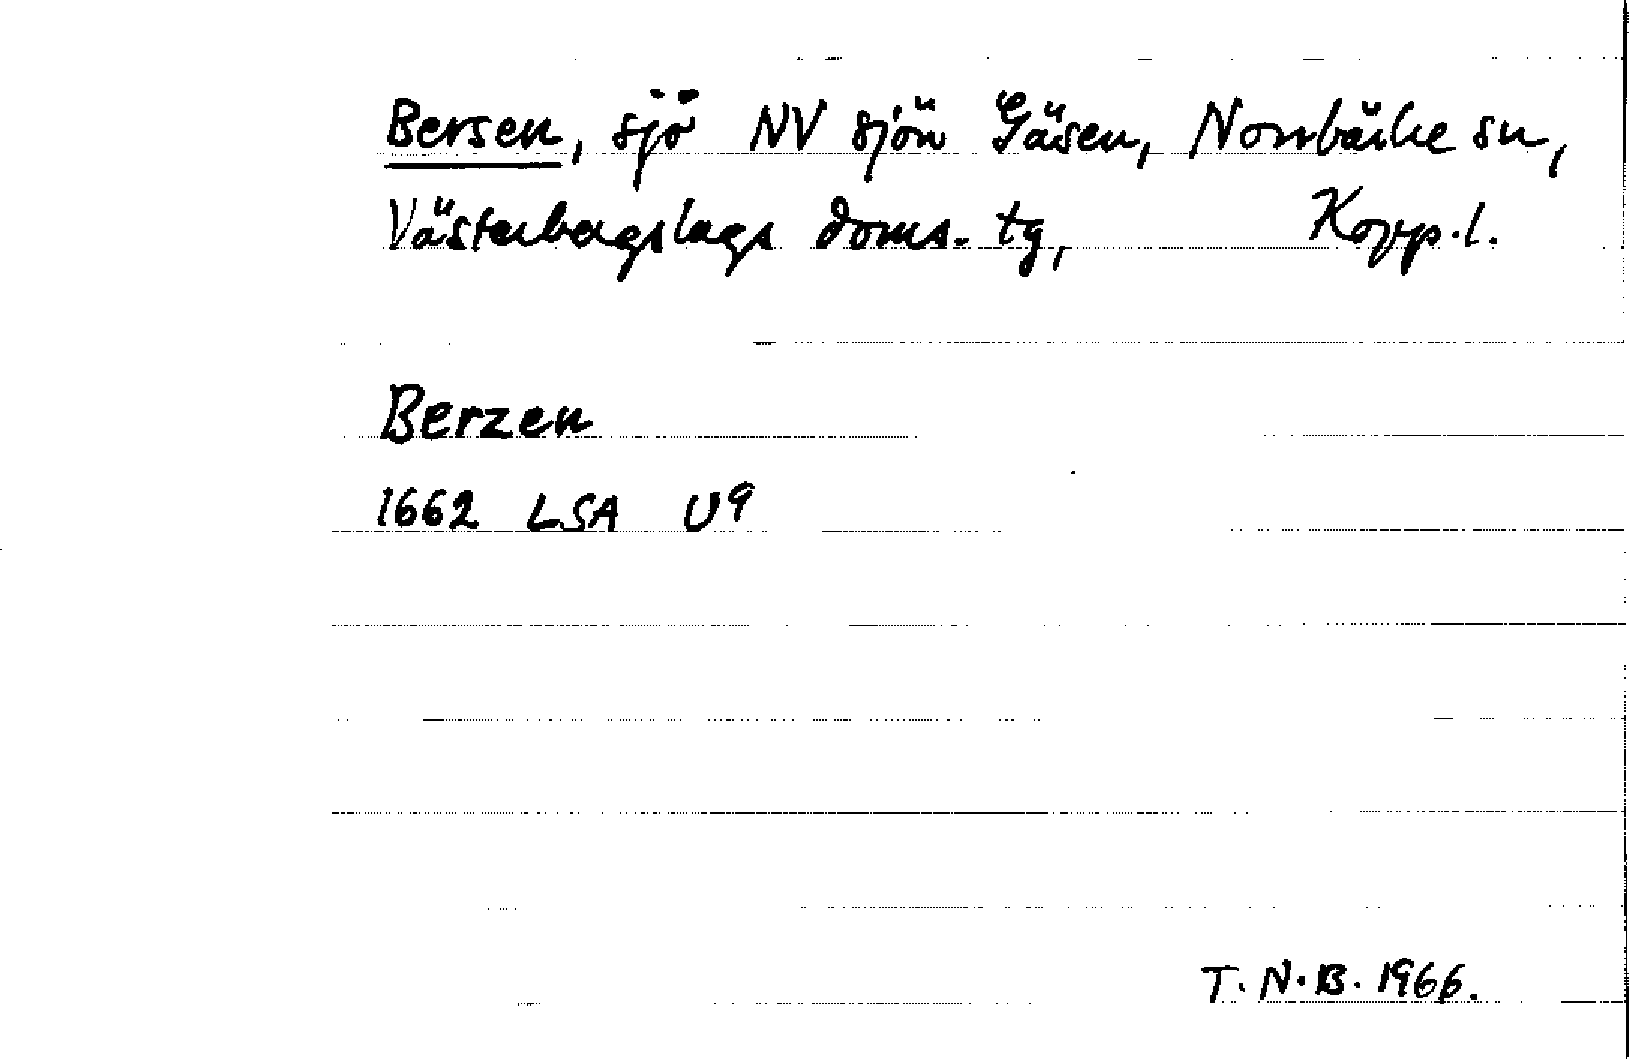 Bersen, sjö NV sjön Gäsen, Norrbärke sn,
Västerbergslags doms. tg, Kopp. l.
Berzen
1662 LSA U9
T. N. B. 1966.